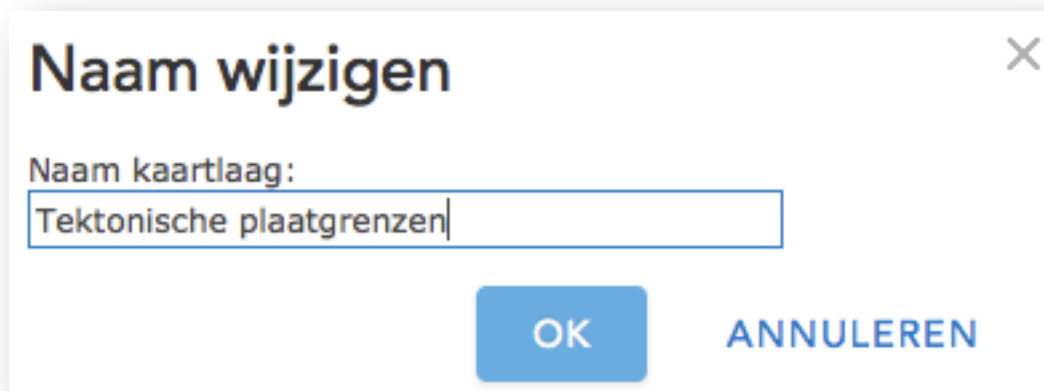 Naam wijzigen
Naam kaartlaag:
Tektonische plaatgrenzen
OK ANNULEREN